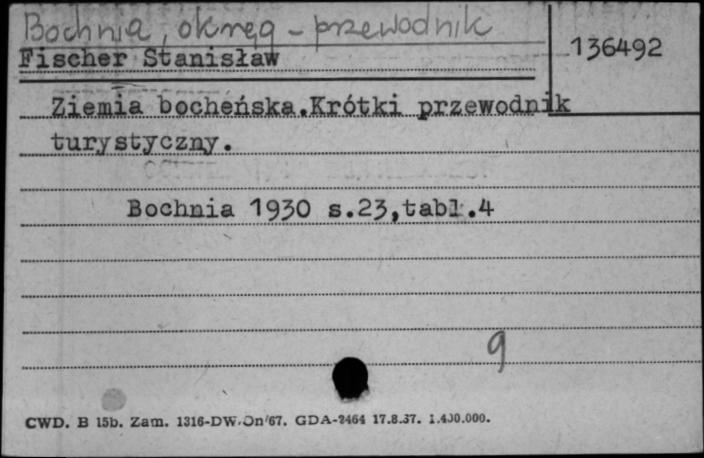 Bochnia, okręg - przewodnik
Fischer Stanisław
136492
Ziemia bocheńska.Krótki przewodnik
turystyczny.
Bochnia 1930 s.23,tabl.4
9
CWD. B 15b. Zam. 1316-DW.On/67. GDA-2464 17.8.67. 1.400.000.